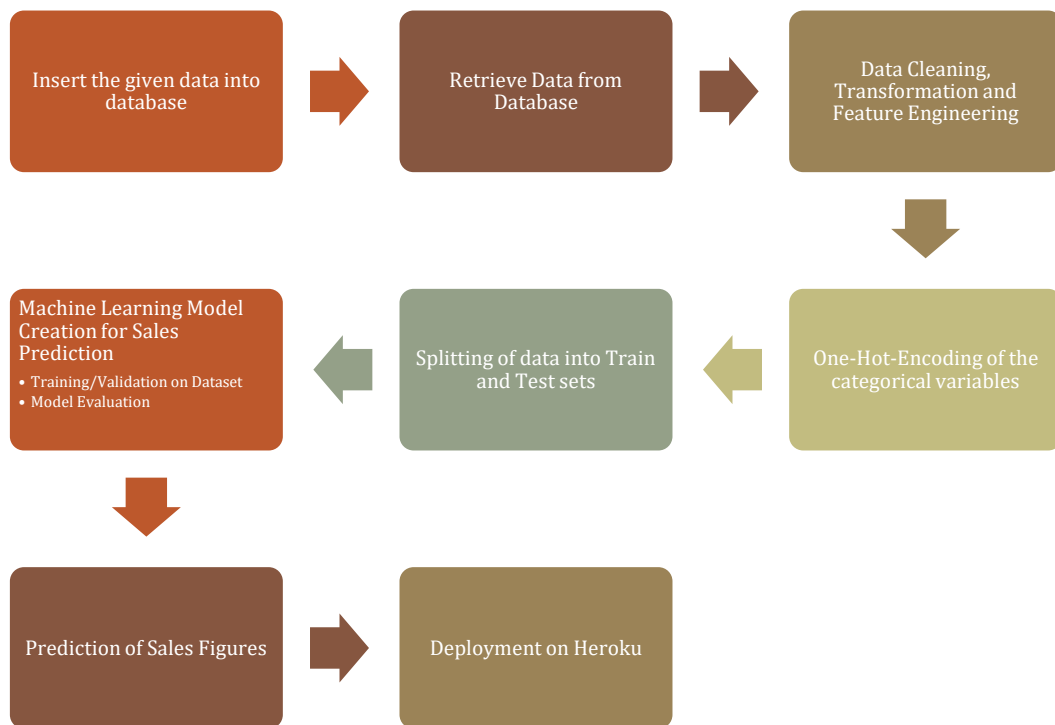 Insert the given data into
database
Retrieve Data from
Database
Data Cleaning,
Transformation and
Feature Engineering
One-Hot-Encoding of the
categorical variables
Splitting of data into Train
and Test sets
Machine Learning Model
Creation for Sales
Prediction
• Training/Validation on Dataset
• Model Evaluation
Prediction of Sales Figures
Deployment on Heroku